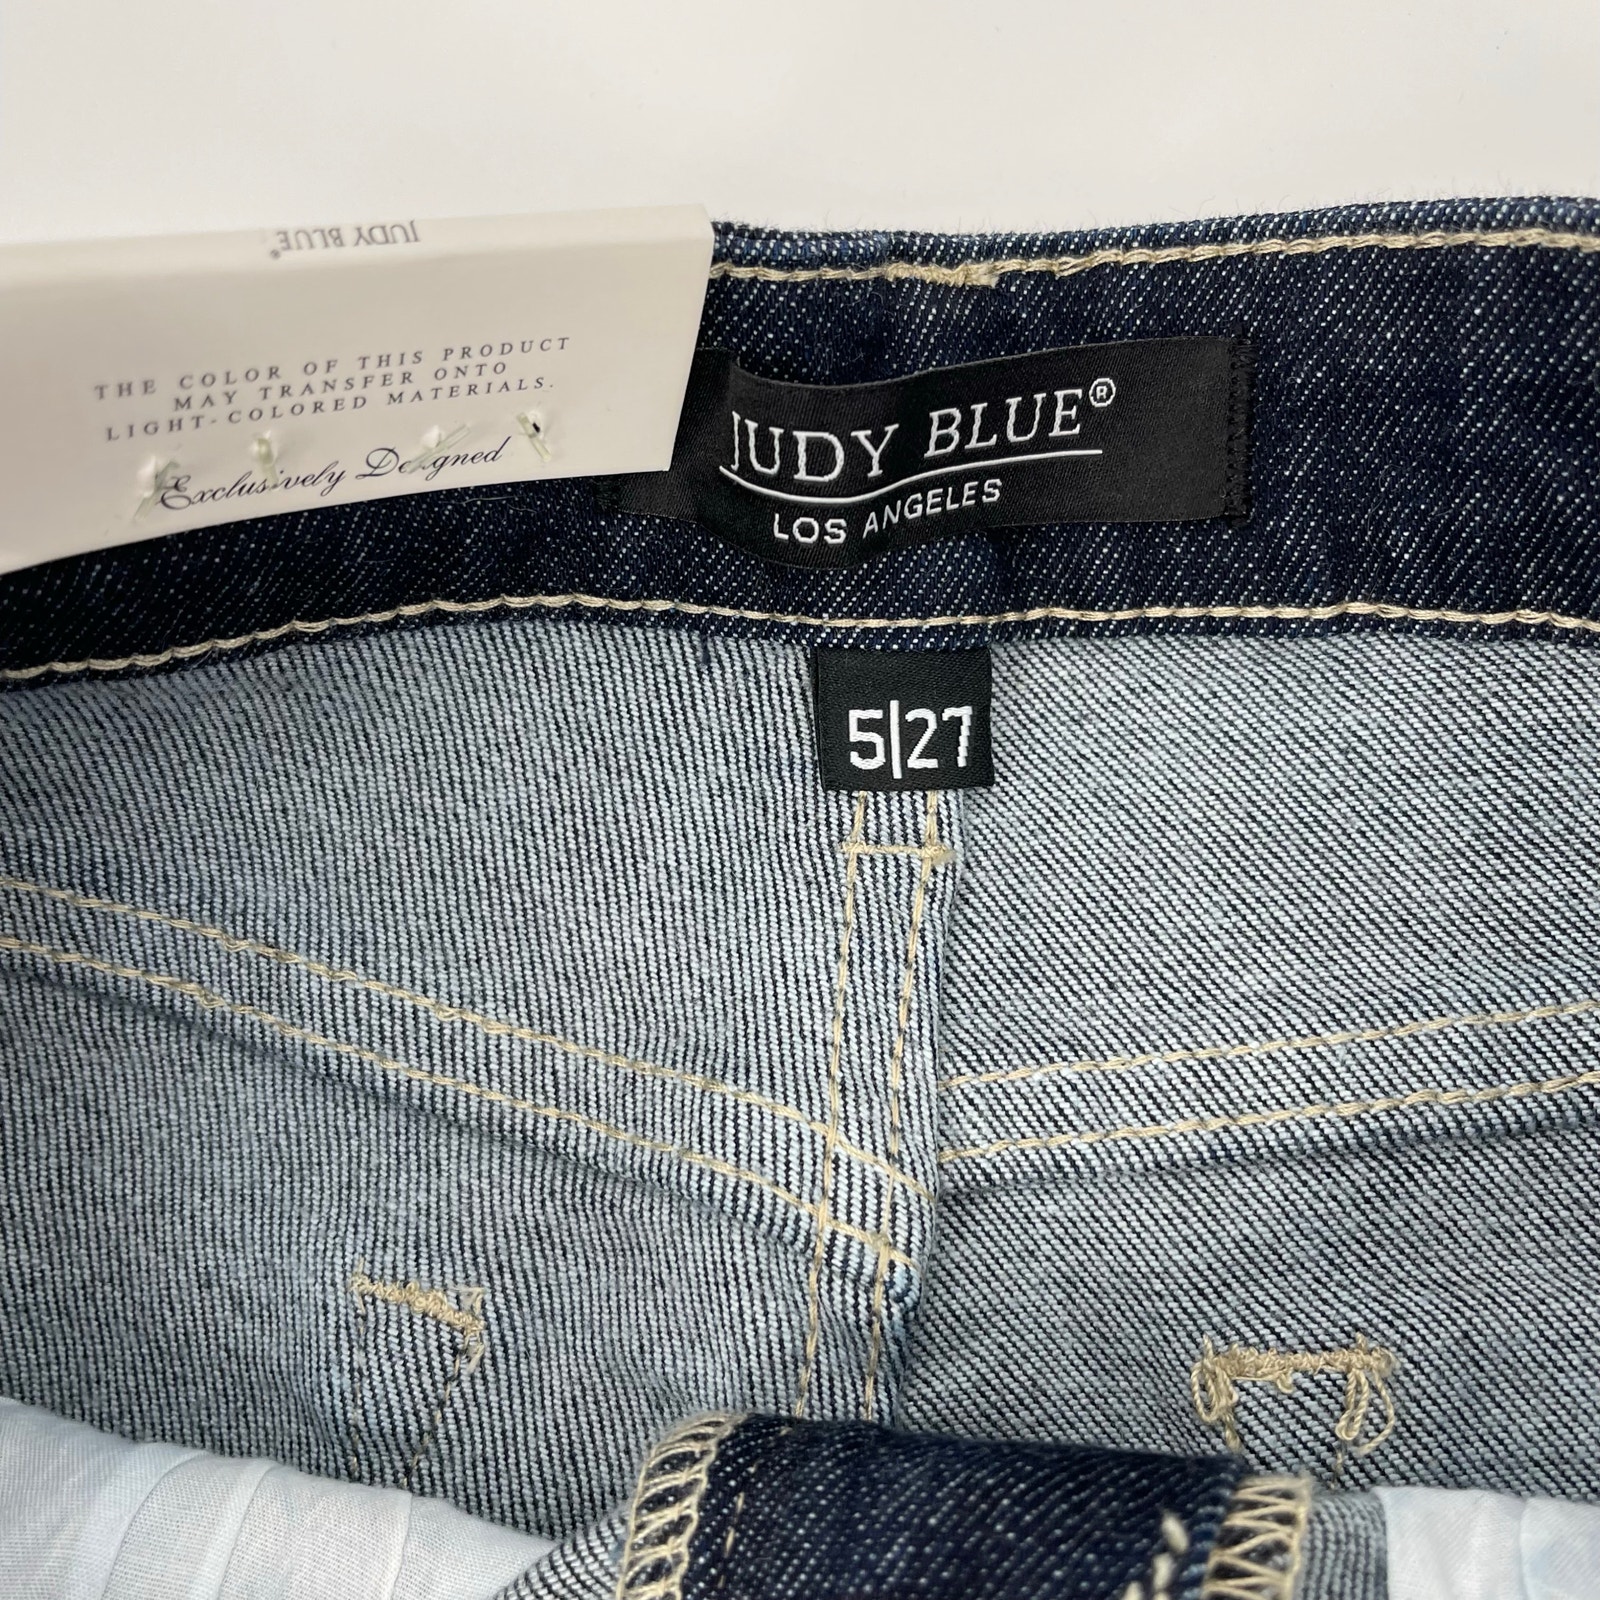 JUDY BLUE®
THE COLOR OF THIS PRODUCT
MAY TRANSFER ONTO
LIGHT-COLORED MATERIALS.
Exclusively Designed
JUDY BLUE®
LOS ANGELES
5|27